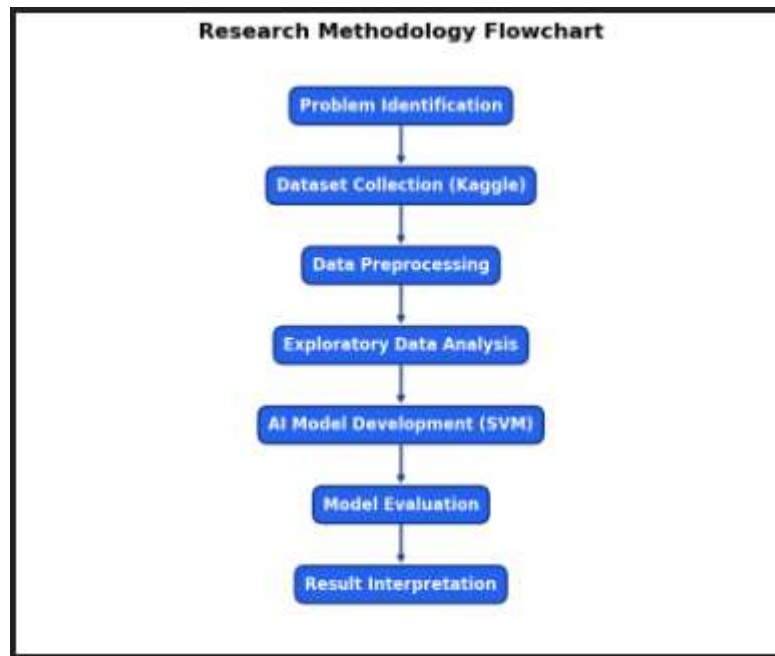 Research Methodology Flowchart
Problem Identification
Dataset Collection (Kaggle)
Data Preprocessing
Exploratory Data Analysis
AI Model Development (SVM)
Model Evaluation
Result Interpretation